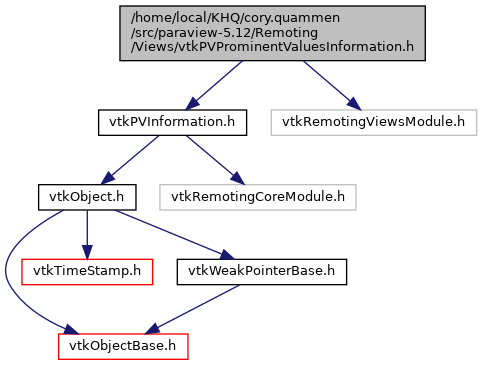 /home/local/KHQ/cory.quammen
/src/paraview-5.12/Remoting
/Views/vtkPVProminentValuesInformation.h
vtkPVInformation.h
vtkRemotingViewsModule.h
vtkObject.h
vtkRemotingCoreModule.h
vtkTimeStamp.h
vtkWeakPointerBase.h
vtkObjectBase.h